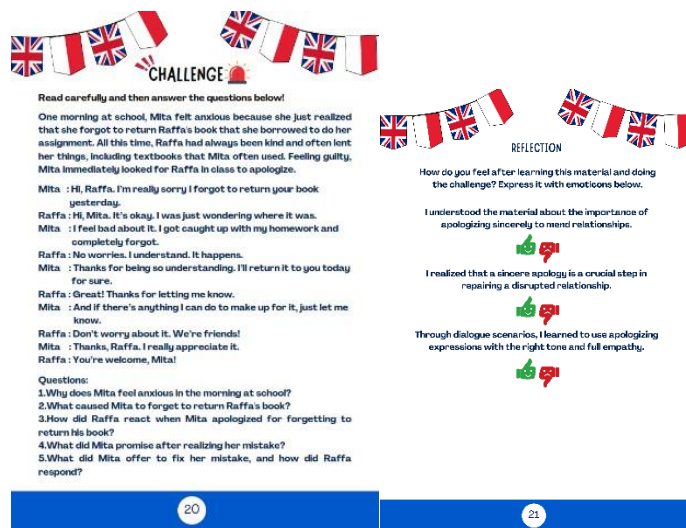 CHALLENGE
Read carefully and then answer the questions below!
One morning at school, Mita felt anxious because she just realized
that she forgot to return Raffa's book that she borrowed to do her
assignment. All this time, Raffa had always been kind and often lent
her things, including textbooks that Mita often used. Feeling guilty,
Mita immediately looked for Raffa in class to apologize.
Mita : Hi, Raffa. I'm really sorry I forgot to return your book
yesterday.
Raffa : Hi, Mita. It's okay. I was just wondering where it was.
Mita : I feel bad about it. I got caught up with my homework and
completely forgot.
Raffa : No worries. I understand. It happens.
Mita : Thanks for being so understanding. I'll return it to you today
for sure.
Raffa : Great! Thanks for letting me know.
Mita : And if there's anything I can do to make up for it, just let me
know.
Raffa : Don't worry about it. We're friends!
Mita : Thanks, Raffa. I really appreciate it.
Raffa : You're welcome, Mita!
Questions:
1.Why does Mita feel anxious in the morning at school?
2.What caused Mita to forget to return Raffa's book?
3.How did Raffa react when Mita apologized for forgetting to
return his book?
4.What did Mita promise after realizing her mistake?
5.What did Mita offer to fix her mistake, and how did Raffa
respond?
20
REFLECTION
How do you feel after learning this material and doing
the challenge? Express it with emoticons below.
I understood the material about the importance of
apologizing sincerely to mend relationships.
I realized that a sincere apology is a crucial step in
repairing a disrupted relationship.
Through dialogue scenarios, I learned to use apologizing
expressions with the right tone and full empathy.
21